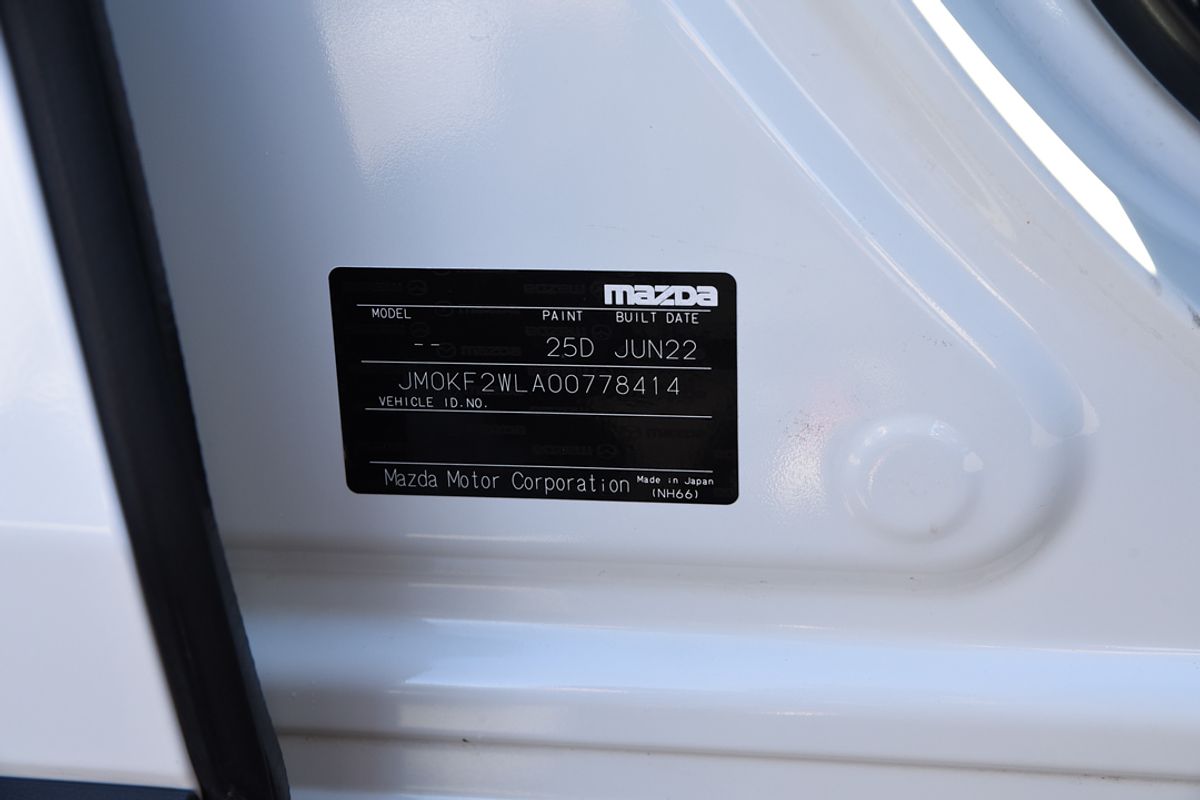 mazda
MODEL PAINT BUILT DATE
-- 25D JUN22
JM0KF2WLA00778414
VEHICLE ID.NO.
Mazda Motor Corporation Made in Japan
(NH66)